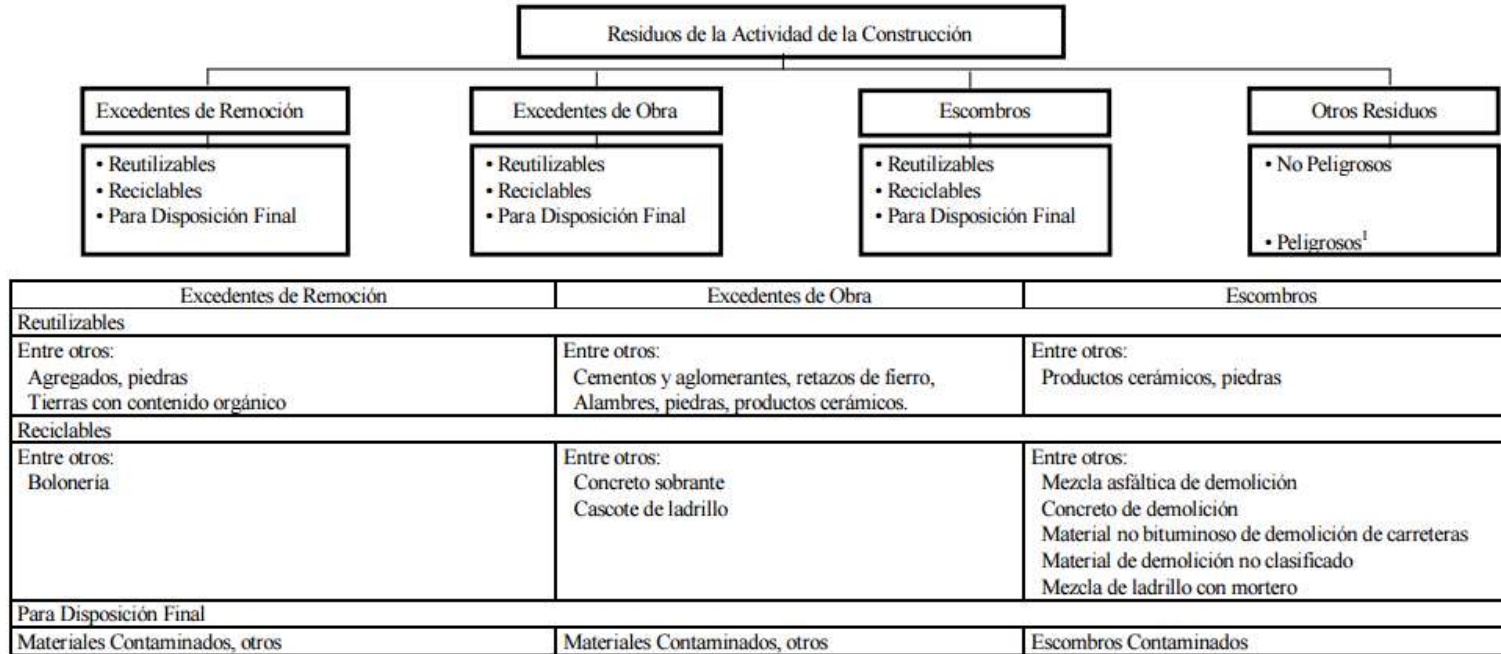 Residuos de la Actividad de la Construcción
Excedentes de Remoción
Excedentes de Obra
Escombros
Otros Residuos
• Reutilizables
• Reciclables
• Para Disposición Final
• Reutilizables
• Reciclables
• Para Disposición Final
• Reutilizables
• Reciclables
• Para Disposición Final
• No Peligrosos
• Peligrosos¹
Excedentes de Remoción
Excedentes de Obra
Escombros
Reutilizables
Entre otros:
Agregados, piedras
Tierras con contenido orgánico
Entre otros:
Cementos y aglomerantes, retazos de fierro,
Alambres, piedras, productos cerámicos.
Entre otros:
Productos cerámicos, piedras
Reciclables
Entre otros:
Bolonería
Entre otros:
Concreto sobrante
Cascote de ladrillo
Entre otros:
Mezcla asfáltica de demolición
Concreto de demolición
Material no bituminoso de demolición de carreteras
Material de demolición no clasificado
Mezcla de ladrillo con mortero
Para Disposición Final
Materiales Contaminados, otros
Materiales Contaminados, otros
Escombros Contaminados